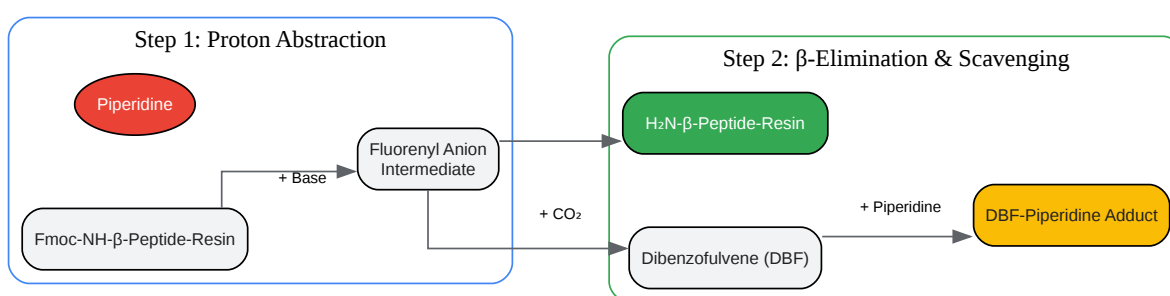 Step 1: Proton Abstraction
Piperidine
+ Base
Fluorenyl Anion
Intermediate
Fmoc-NH-β-Peptide-Resin
Step 2: β-Elimination & Scavenging
H₂N-β-Peptide-Resin
+ CO₂
Dibenzofulvene (DBF)
+ Piperidine
DBF-Piperidine Adduct